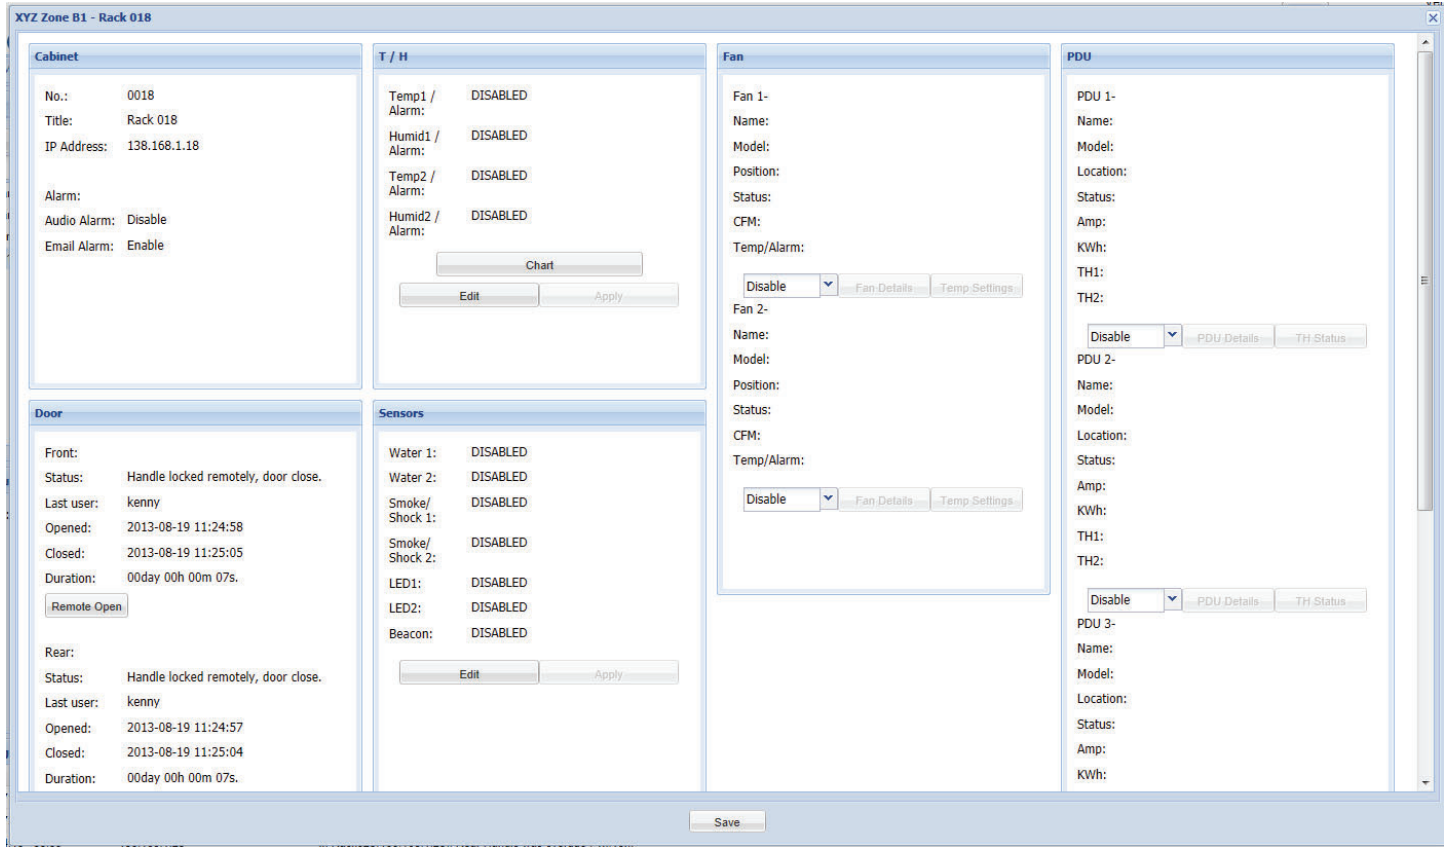 XYZ Zone B1 - Rack 018
Cabinet
No.: 0018
Title: Rack 018
IP Address: 138.168.1.18
Alarm:
Audio Alarm: Disable
Email Alarm: Enable
T / H
Temp1 / DISABLED
Alarm:
Humid1 / DISABLED
Alarm:
Temp2 / DISABLED
Alarm:
Humid2 / DISABLED
Alarm:
Chart
Edit Apply
Fan
Fan 1-
Name:
Model:
Position:
Status:
CFM:
Temp/Alarm:
Disable Fan Details Temp Settings
Fan 2-
Name:
Model:
Position:
Status:
CFM:
Temp/Alarm:
Disable Fan Details Temp Settings
PDU
PDU 1-
Name:
Model:
Location:
Status:
Amp:
KWh:
TH1:
TH2:
Disable PDU Details TH Status
PDU 2-
Name:
Model:
Location:
Status:
Amp:
KWh:
TH1:
TH2:
Disable PDU Details TH Status
PDU 3-
Name:
Model:
Location:
Status:
Amp:
KWh:
Door
Front:
Status: Handle locked remotely, door close.
Last user: kenny
Opened: 2013-08-19 11:24:58
Closed: 2013-08-19 11:25:05
Duration: 00day 00h 00m 07s.
Remote Open
Rear:
Status: Handle locked remotely, door close.
Last user: kenny
Opened: 2013-08-19 11:24:57
Closed: 2013-08-19 11:25:04
Duration: 00day 00h 00m 07s.
Sensors
Water 1: DISABLED
Water 2: DISABLED
Smoke/ DISABLED
Shock 1:
Smoke/ DISABLED
Shock 2:
LED1: DISABLED
LED2: DISABLED
Beacon: DISABLED
Edit Apply
Save